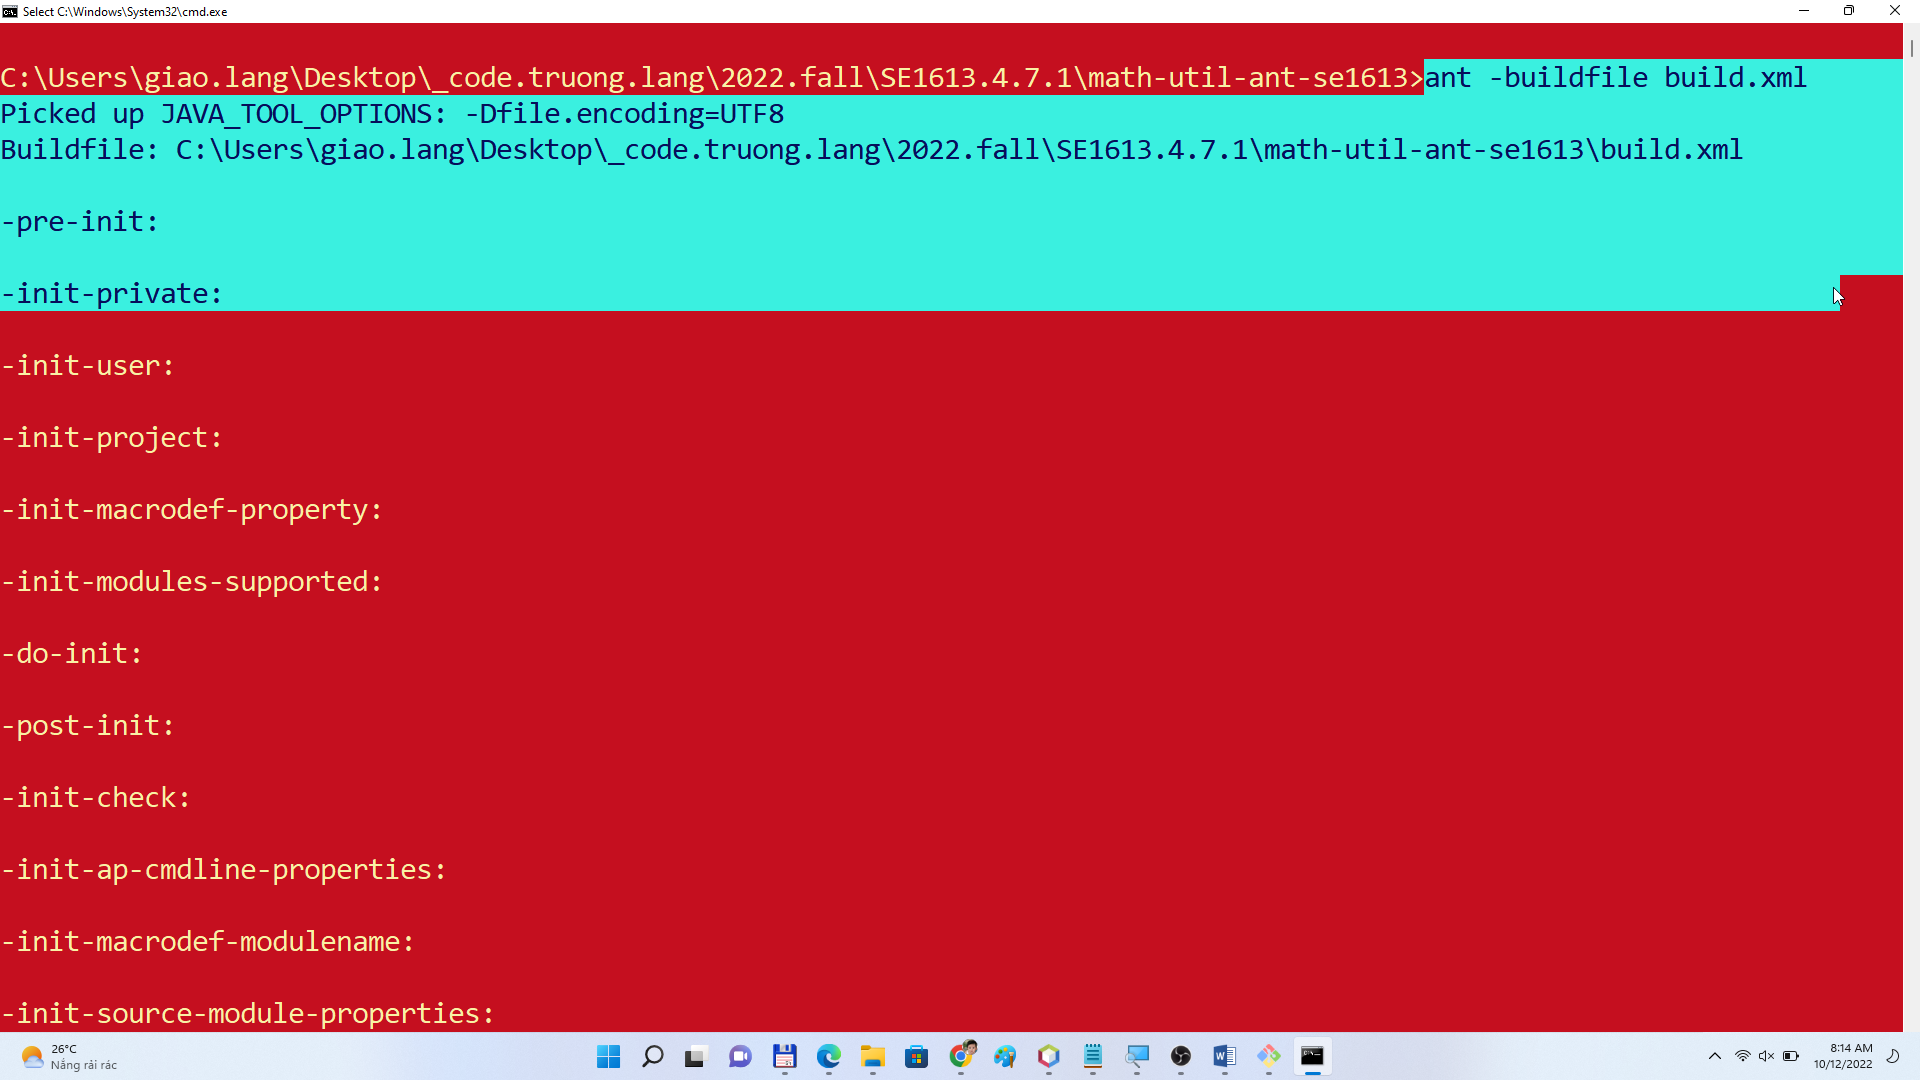 Select C:\Windows\System32\cmd.exe
C:\Users\giao.lang\Desktop\_code.truong.lang\2022.fall\SE1613.4.7.1\math-util-ant-se1613>ant -buildfile build.xml
Picked up JAVA_TOOL_OPTIONS: -Dfile.encoding=UTF8
Buildfile: C:\Users\giao.lang\Desktop\_code.truong.lang\2022.fall\SE1613.4.7.1\math-util-ant-se1613\build.xml
-pre-init:
-init-private:
-init-user:
-init-project:
-init-macrodef-property:
-init-modules-supported:
-do-init:
-post-init:
-init-check:
-init-ap-cmdline-properties:
-init-macrodef-modulename:
-init-source-module-properties:
26°C
Nắng rải rác
8:14 AM
10/12/2022